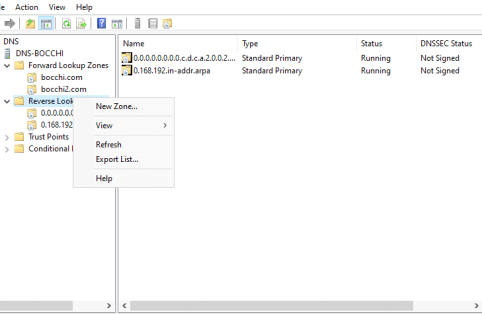 Action View Help
DNS
DNS-BOCCHI
Forward Lookup Zones
bocchi.com
bocchi2.com
Reverse Look
0.0.0.0.0.0
0.168.192
Trust Points
Conditional
New Zone...
View
Refresh
Export List...
Help
Name Type Status DNSSEC Status
0.0.0.0.0.0.0.0.c.d.c.a.2.0.0.2.... Standard Primary Running Not Signed
0.168.192.in-addr.arpa Standard Primary Running Not Signed